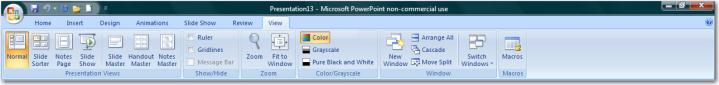 Presentation13 - Microsoft PowerPoint non-commercial use
Home Insert Design Animations Slide Show Review View
Normal Slide Sorter Notes Page Slide Show Slide Master Handout Master Notes Master
Presentation Views
Ruler
Gridlines
Message Bar
Show/Hide
Zoom Fit to Window
Zoom
Color
Grayscale
Pure Black and White
Color/Grayscale
New Window
Arrange All
Cascade
Move Split
Switch Windows
Window
Macros
Macros